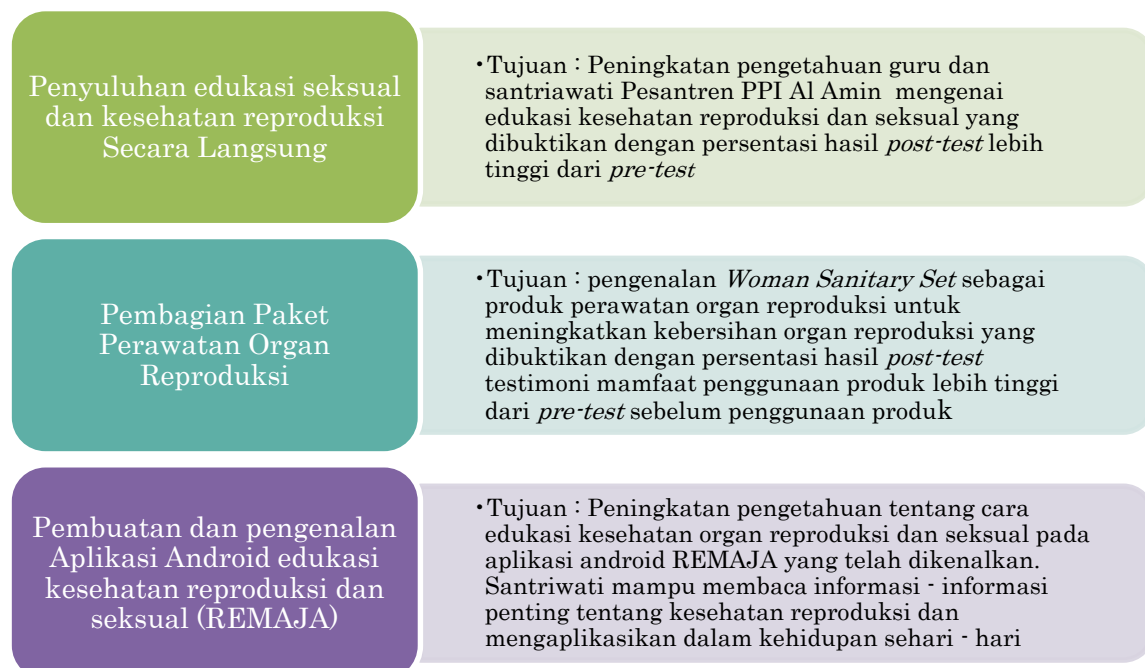 Penyuluhan edukasi seksual
dan kesehatan reproduksi
Secara Langsung
•Tujuan : Peningkatan pengetahuan guru dan
santriawati Pesantren PPI Al Amin mengenai
edukasi kesehatan reproduksi dan seksual yang
dibuktikan dengan persentasi hasil post-test lebih
tinggi dari pre-test
Pembagian Paket
Perawatan Organ
Reproduksi
•Tujuan : pengenalan Woman Sanitary Set sebagai
produk perawatan organ reproduksi untuk
meningkatkan kebersihan organ reproduksi yang
dibuktikan dengan persentasi hasil post-test
testimoni mamfaat penggunaan produk lebih tinggi
dari pre-test sebelum penggunaan produk
Pembuatan dan pengenalan
Aplikasi Android edukasi
kesehatan reproduksi dan
seksual (REMAJA)
•Tujuan : Peningkatan pengetahuan tentang cara
edukasi kesehatan organ reproduksi dan seksual pada
aplikasi android REMAJA yang telah dikenalkan.
Santriwati mampu membaca informasi - informasi
penting tentang kesehatan reproduksi dan
mengaplikasikan dalam kehidupan sehari - hari